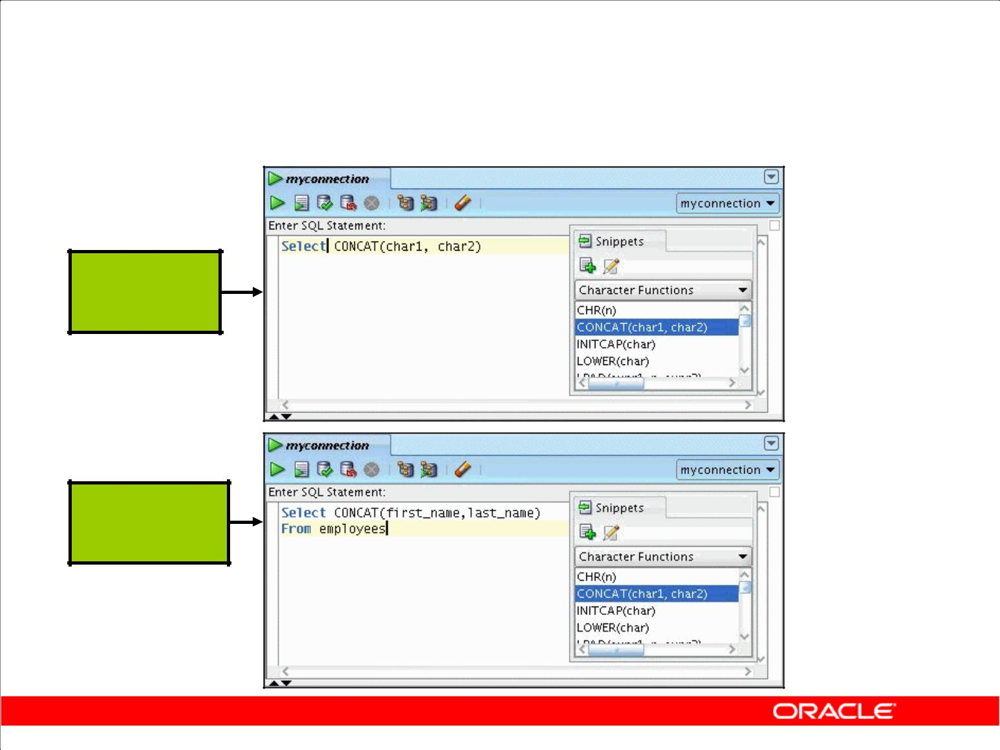 myconnection
myconnection
Enter SQL Statement:
Select CONCAT(char1, char2)
Snippets
Character Functions
CHR(n)
CONCAT(char1, char2)
INITCAP(char)
LOWER(char)
myconnection
myconnection
Enter SQL Statement:
Select CONCAT(first_name,last_name)
From employees
Snippets
Character Functions
CHR(n)
CONCAT(char1, char2)
INITCAP(char)
LOWER(char)
ORACLE